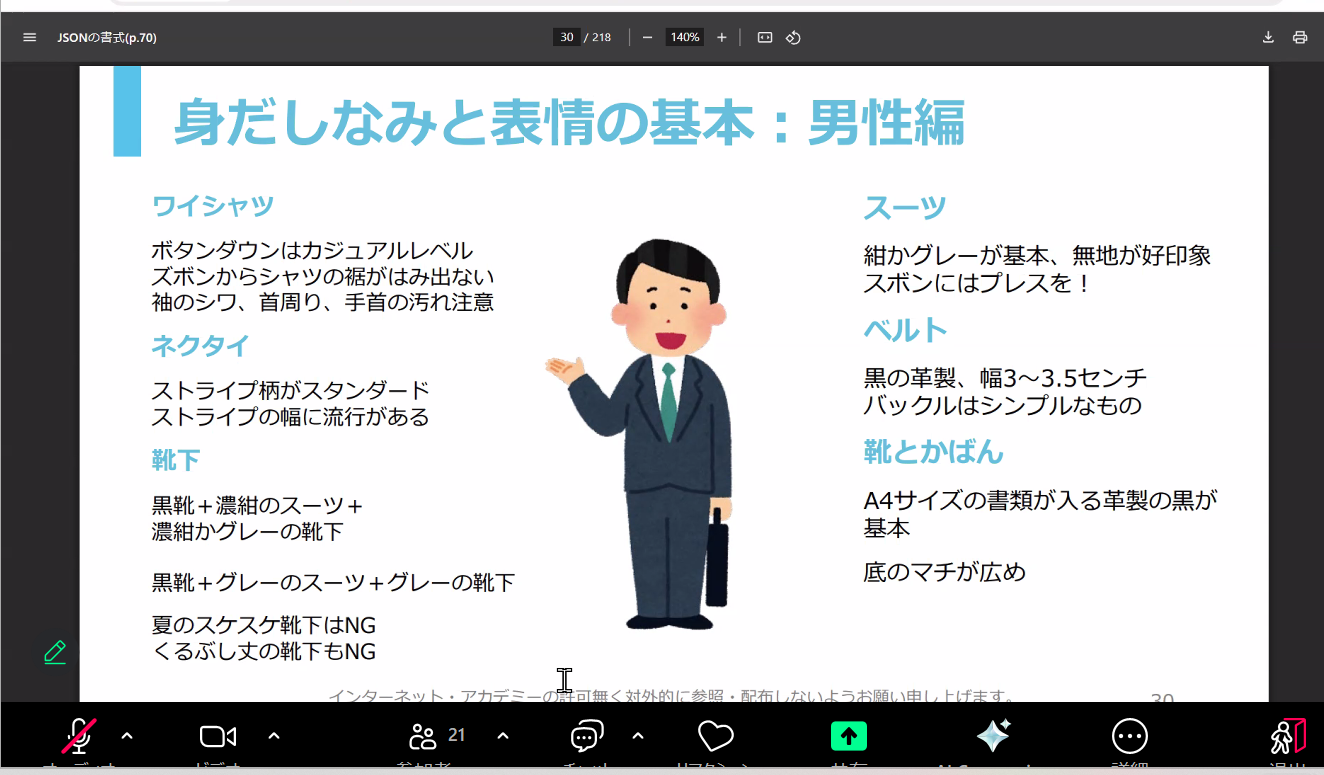 JSONの書式(p.70)
30 / 218
140%
身だしなみと表情の基本：男性編
ワイシャツ
ボタンダウンはカジュアルレベル
ズボンからシャツの裾がはみ出ない
袖のシワ、首周り、手首の汚れ注意
ネクタイ
ストライプ柄がスタンダード
ストライプの幅に流行がある
靴下
黒靴＋濃紺のスーツ＋
濃紺かグレーの靴下
黒靴＋グレーのスーツ＋グレーの靴下
夏のスケスケ靴下はNG
くるぶし丈の靴下もNG
スーツ
紺かグレーが基本、無地が好印象
スボンにはプレスを！
ベルト
黒の革製、幅3～3.5センチ
バックルはシンプルなもの
靴とかばん
A4サイズの書類が入る革製の黒が
基本
底のマチが広め
インターネット・アカデミーの許可無く対外的に参照・配布しないようお願い申し上げます。
30
21